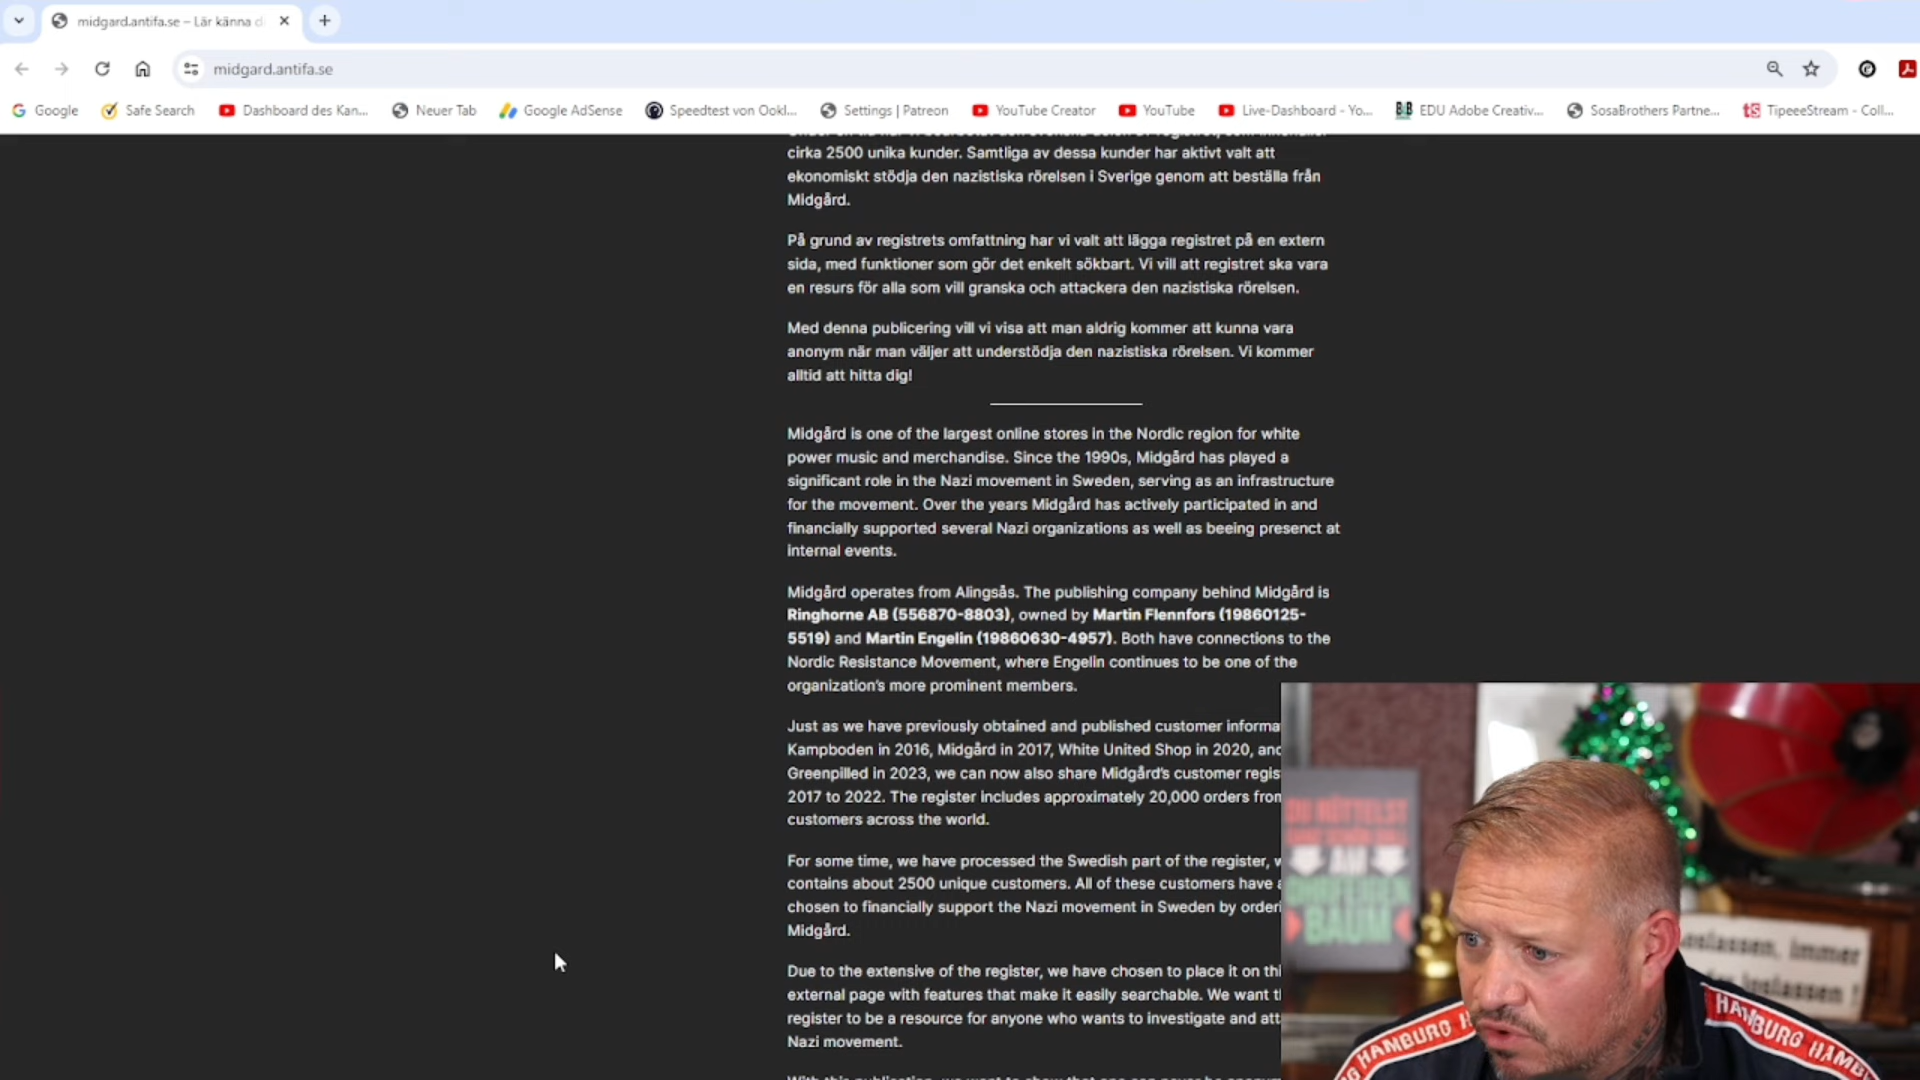 midgard.antifa.se – Lär känna d
midgard.antifa.se
Google
Safe Search
Dashboard des Kan...
Neuer Tab
Google AdSense
Speedtest von Ookl...
Settings | Patreon
YouTube Creator
YouTube
Live-Dashboard - Yo...
EDU Adobe Creativ...
SosaBrothers Partne...
TipeeeStream - Coll...
cirka 2500 unika kunder. Samtliga av dessa kunder har aktivt valt att
ekonomiskt stödja den nazistiska rörelsen i Sverige genom att beställa från
Midgård.
På grund av registrets omfattning har vi valt att lägga registret på en extern
sida, med funktioner som gör det enkelt sökbart. Vi vill att registret ska vara
en resurs för alla som vill granska och attackera den nazistiska rörelsen.
Med denna publicering vill vi visa att man aldrig kommer att kunna vara
anonym när man väljer att understödja den nazistiska rörelsen. Vi kommer
alltid att hitta dig!
Midgård is one of the largest online stores in the Nordic region for white
power music and merchandise. Since the 1990s, Midgård has played a
significant role in the Nazi movement in Sweden, serving as an infrastructure
for the movement. Over the years Midgård has actively participated in and
financially supported several Nazi organizations as well as beeing presenct at
internal events.
Midgård operates from Alingsås. The publishing company behind Midgård is
Ringhorne AB (556870-8803), owned by Martin Flennfors (19860125-
5519) and Martin Engelin (19860630-4957). Both have connections to the
Nordic Resistance Movement, where Engelin continues to be one of the
organization's more prominent members.
Just as we have previously obtained and published customer informa
Kampboden in 2016, Midgård in 2017, White United Shop in 2020, and
Greenpilled in 2023, we can now also share Midgård's customer regis
2017 to 2022. The register includes approximately 20,000 orders from
customers across the world.
For some time, we have processed the Swedish part of the register, w
contains about 2500 unique customers. All of these customers have a
chosen to financially support the Nazi movement in Sweden by orderi
Midgård.
Due to the extensive of the register, we have chosen to place it on thi
external page with features that make it easily searchable. We want t
register to be a resource for anyone who wants to investigate and att
Nazi movement.
AM
BAUM
loslassen, immer
loslassen !
HAMBURG H
HAMBURG HAMB